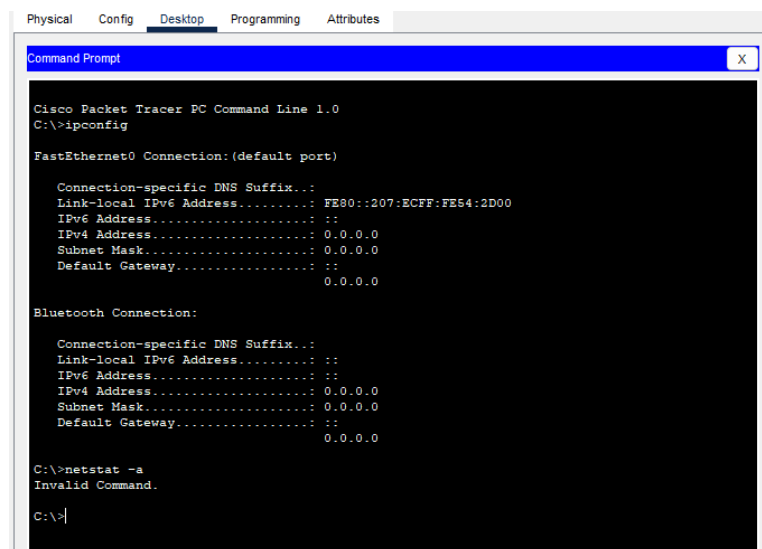 Physical Config Desktop Programming Attributes
Command Prompt X
Cisco Packet Tracer PC Command Line 1.0
C:\>ipconfig
FastEthernet0 Connection:(default port)
Connection-specific DNS Suffix..:
Link-local IPv6 Address.........: FE80::207:ECFF:FE54:2D00
IPv6 Address....................: ::
IPv4 Address....................: 0.0.0.0
Subnet Mask.....................: 0.0.0.0
Default Gateway.................: ::
0.0.0.0
Bluetooth Connection:
Connection-specific DNS Suffix..:
Link-local IPv6 Address.........: ::
IPv6 Address....................: ::
IPv4 Address....................: 0.0.0.0
Subnet Mask.....................: 0.0.0.0
Default Gateway.................: ::
0.0.0.0
C:\>netstat -a
Invalid Command.
C:\>